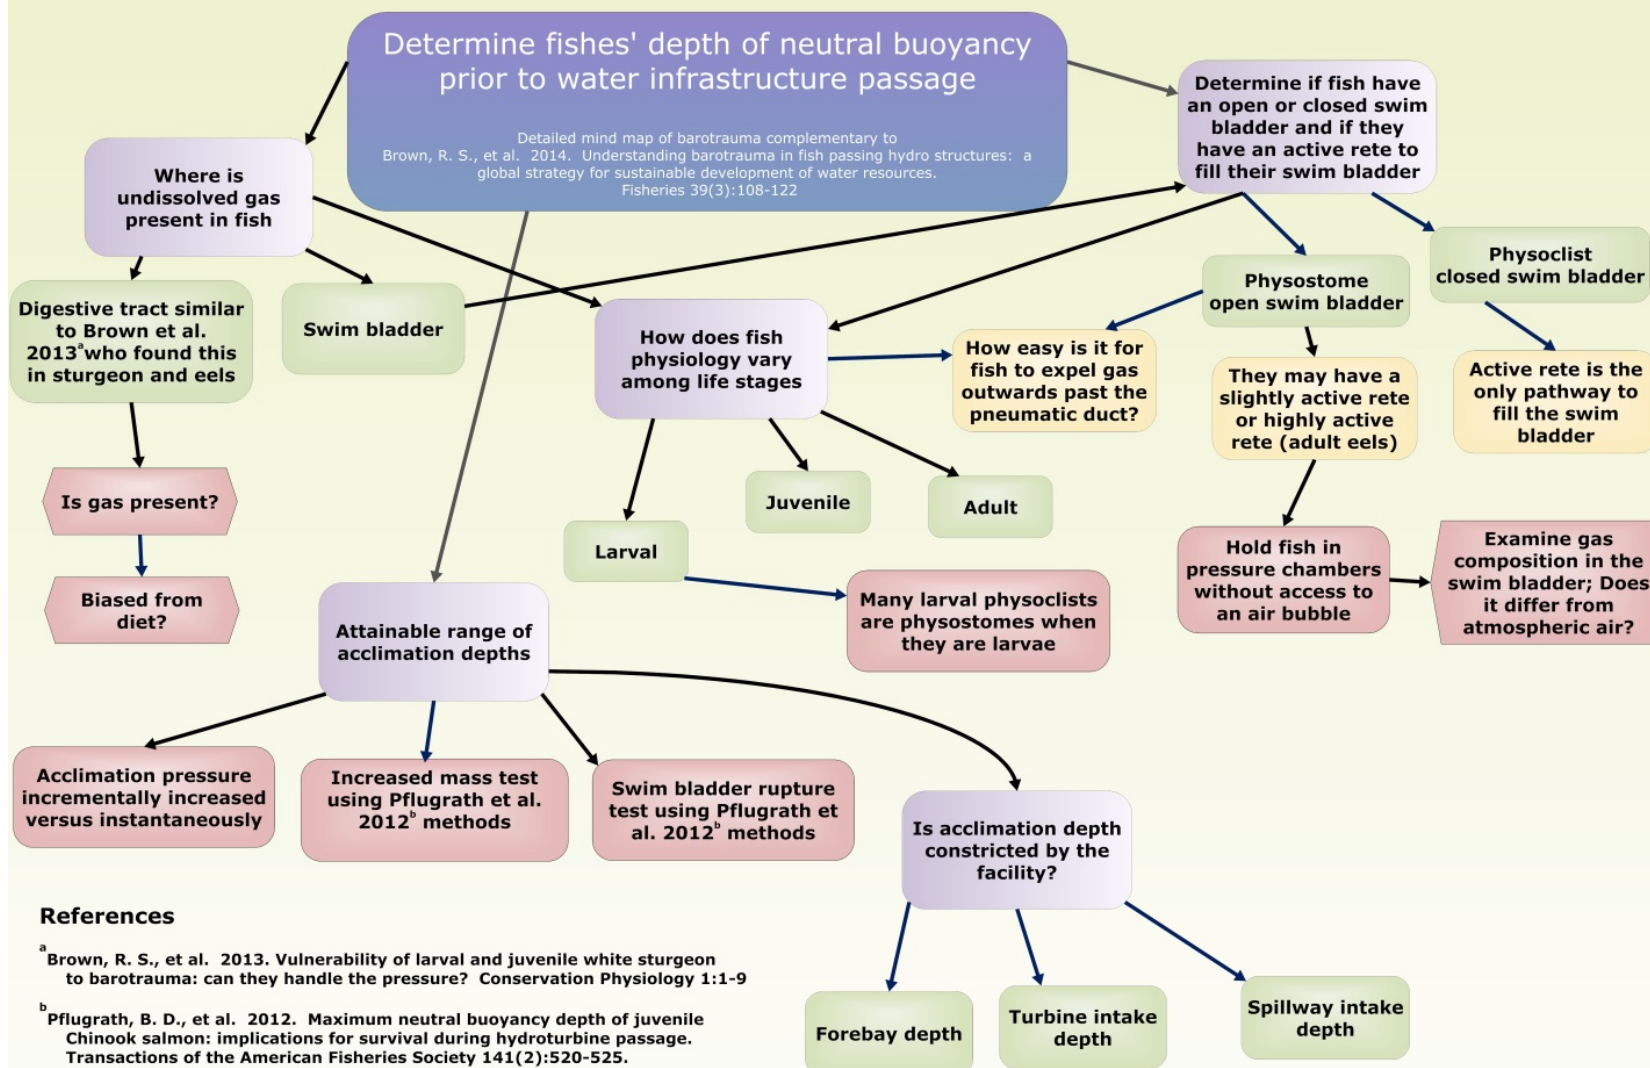 Determine fishes' depth of neutral buoyancy
prior to water infrastructure passage
Detailed mind map of barotrauma complementary to
Brown, R. S., et al.  2014.  Understanding barotrauma in fish passing hydro structures:  a
global strategy for sustainable development of water resources.
Fisheries 39(3):108-122
Determine if fish have
an open or closed swim
bladder and if they
have an active rete to
fill their swim bladder
Where is
undissolved gas
present in fish
Physoclist
closed swim bladder
Physostome
open swim bladder
Digestive tract similar
to Brown et al.
2013ᵃwho found this
in sturgeon and eels
Swim bladder
How does fish
physiology vary
among life stages
How easy is it for
fish to expel gas
outwards past the
pneumatic duct?
They may have a
slightly active rete
or highly active
rete (adult eels)
Active rete is the
only pathway to
fill the swim
bladder
Is gas present?
Juvenile
Adult
Larval
Hold fish in
pressure chambers
without access to
an air bubble
Examine gas
composition in the
swim bladder; Does
it differ from
atmospheric air?
Biased from
diet?
Many larval physoclists
are physostomes when
they are larvae
Attainable range of
acclimation depths
Acclimation pressure
incrementally increased
versus instantaneously
Increased mass test
using Pflugrath et al.
2012ᵇ methods
Swim bladder rupture
test using Pflugrath et
al. 2012ᵇ methods
Is acclimation depth
constricted by the
facility?
Forebay depth
Turbine intake
depth
Spillway intake
depth
References
ᵃBrown, R. S., et al.  2013. Vulnerability of larval and juvenile white sturgeon
to barotrauma: can they handle the pressure?  Conservation Physiology 1:1-9
ᵇPflugrath, B. D., et al.  2012.  Maximum neutral buoyancy depth of juvenile
Chinook salmon: implications for survival during hydroturbine passage.
Transactions of the American Fisheries Society 141(2):520-525.